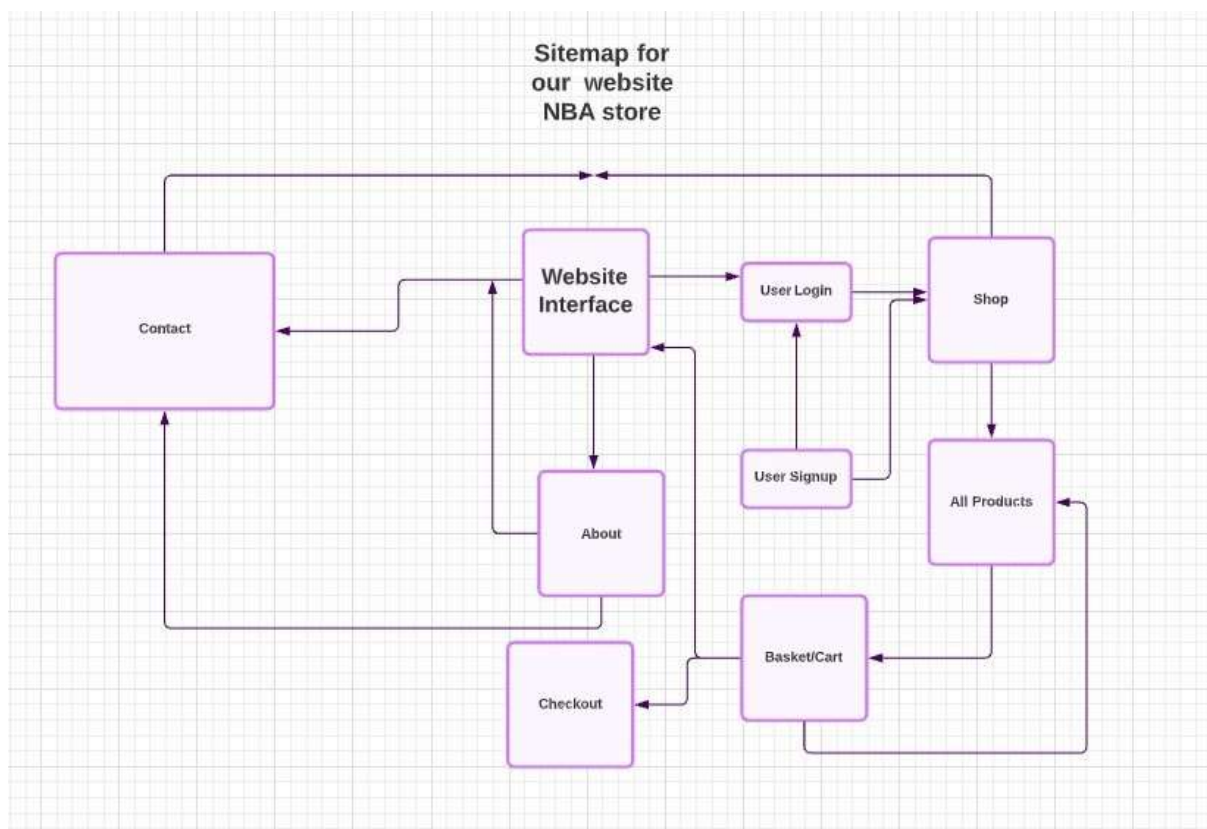 Sitemap for
our website
NBA store
Website
Interface
Contact
User Login
Shop
User Signup
All Products
About
Basket/Cart
Checkout